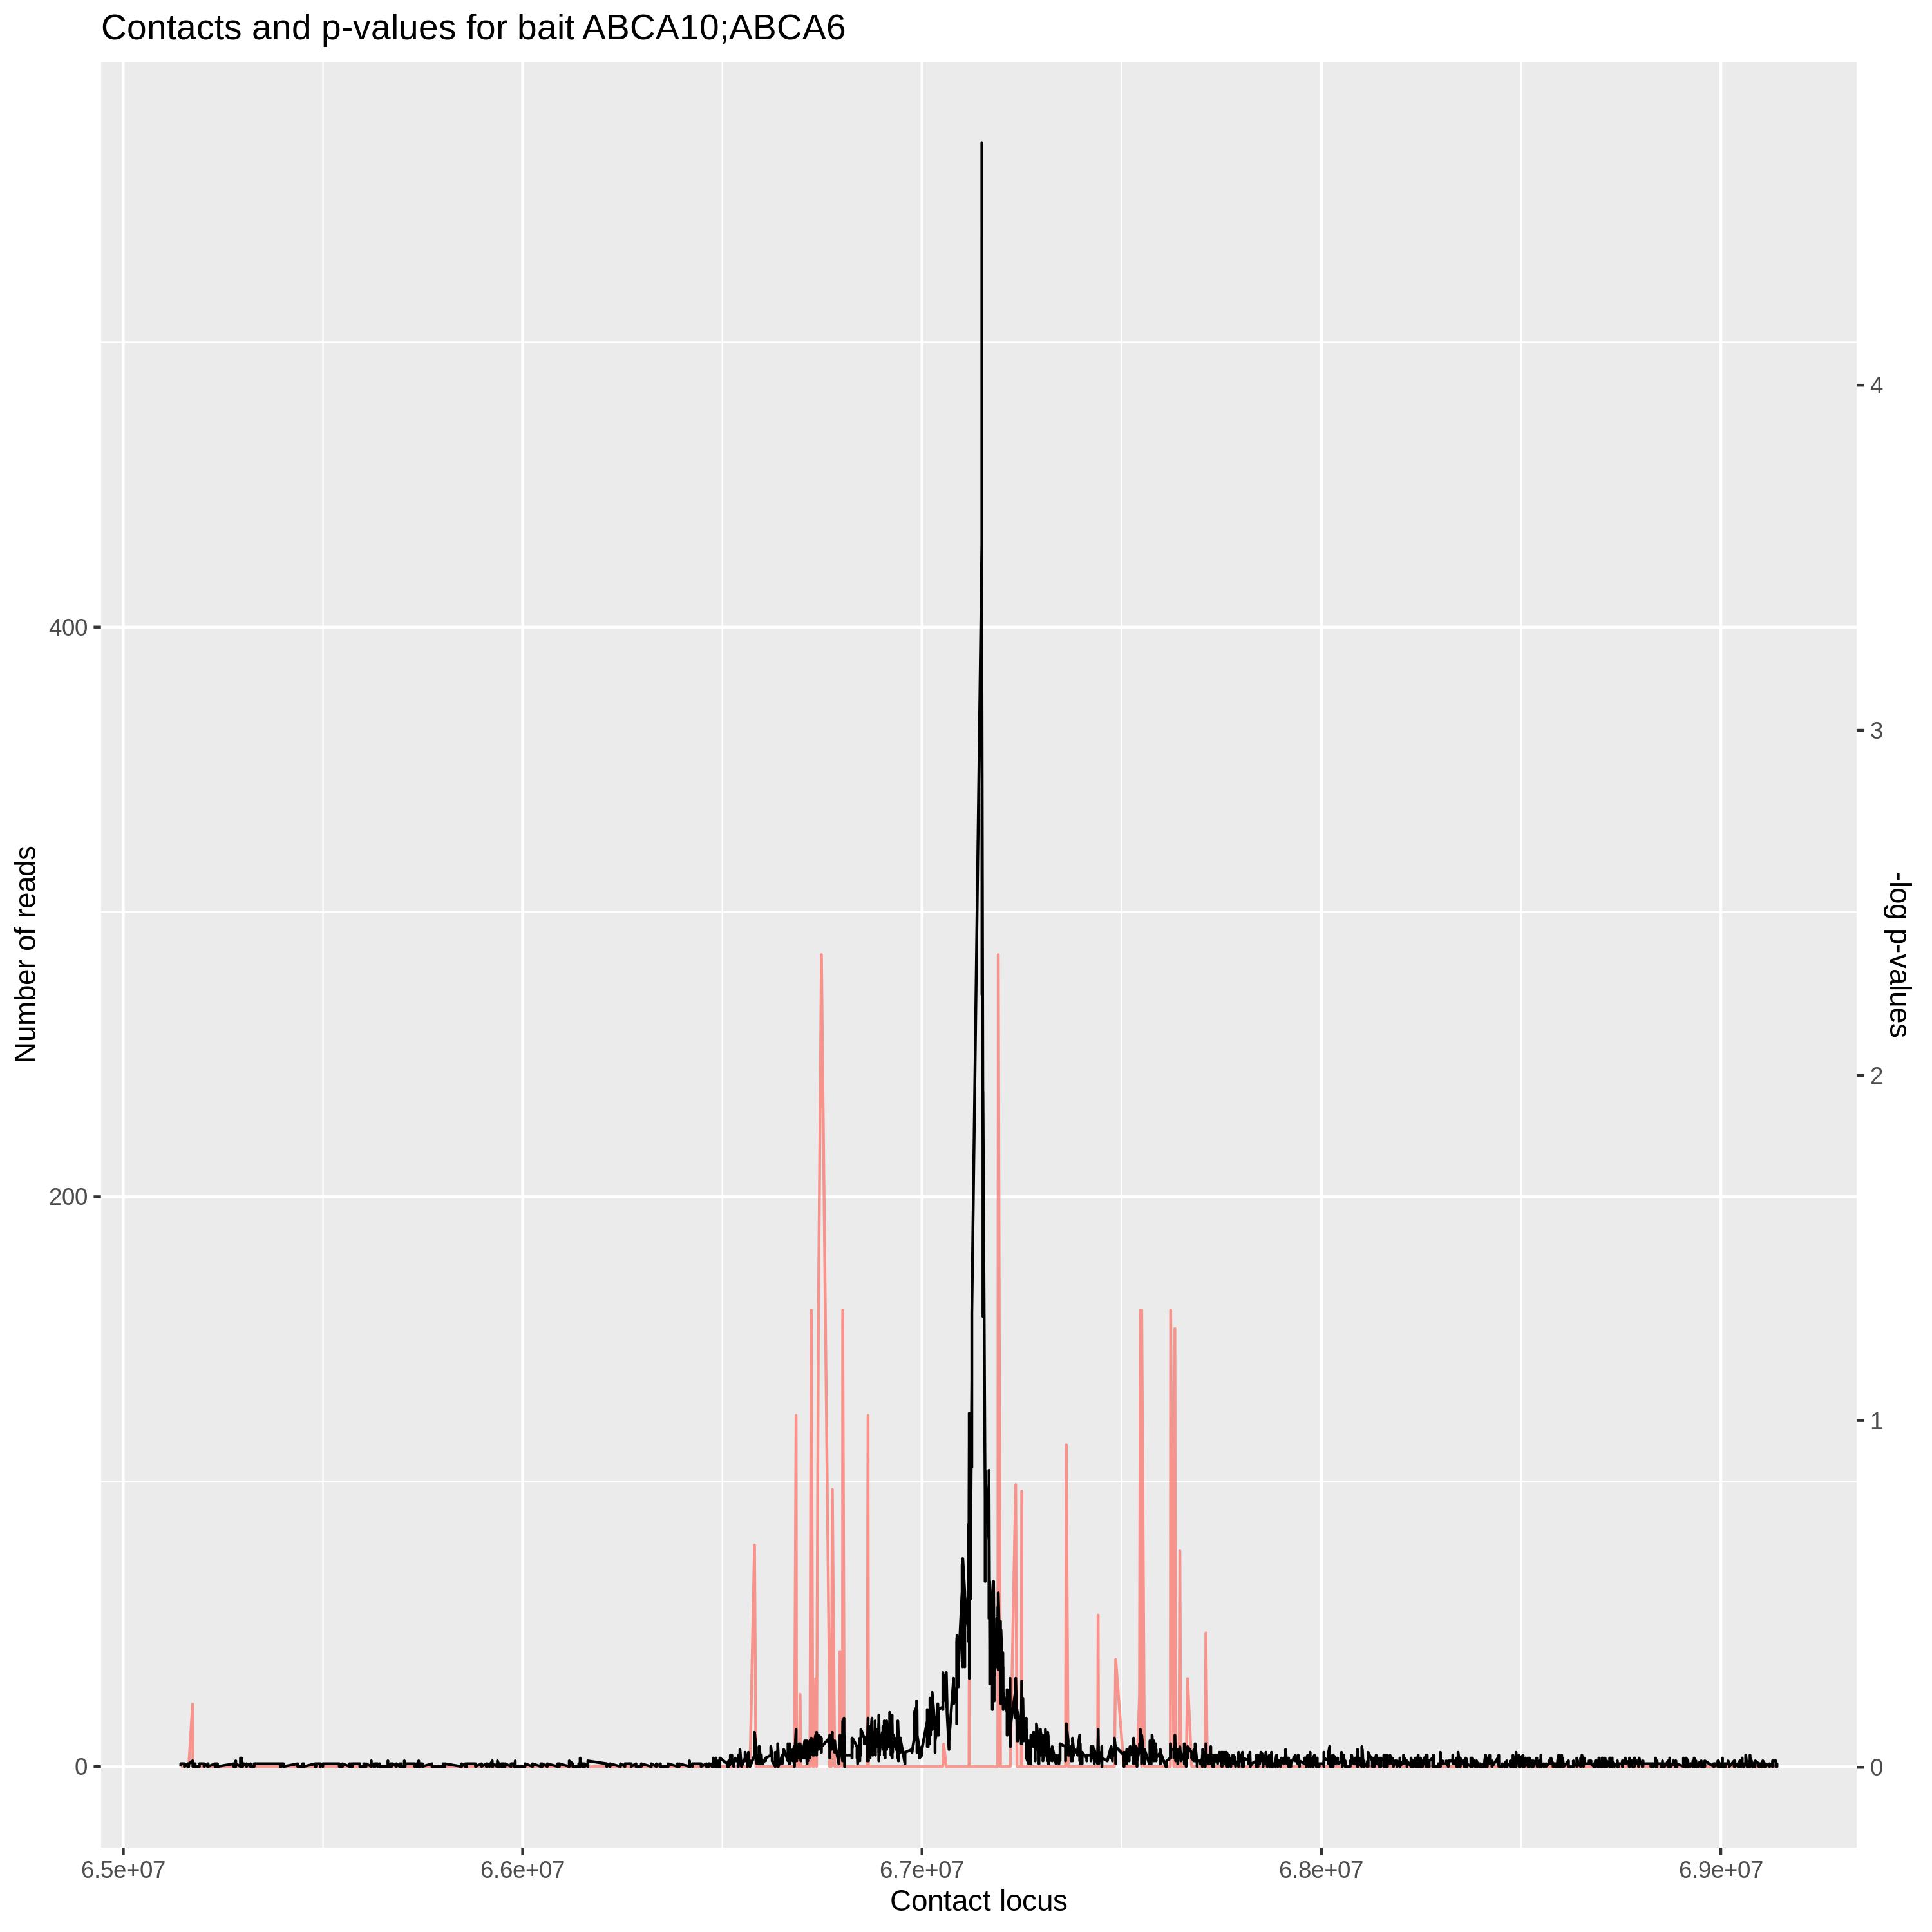 Contacts and p-values for bait ABCA10;ABCA6
Number of reads
400
200
0
4
3
2
1
0
-log p-values
6.5e+07
6.6e+07
6.7e+07
6.8e+07
6.9e+07
Contact locus